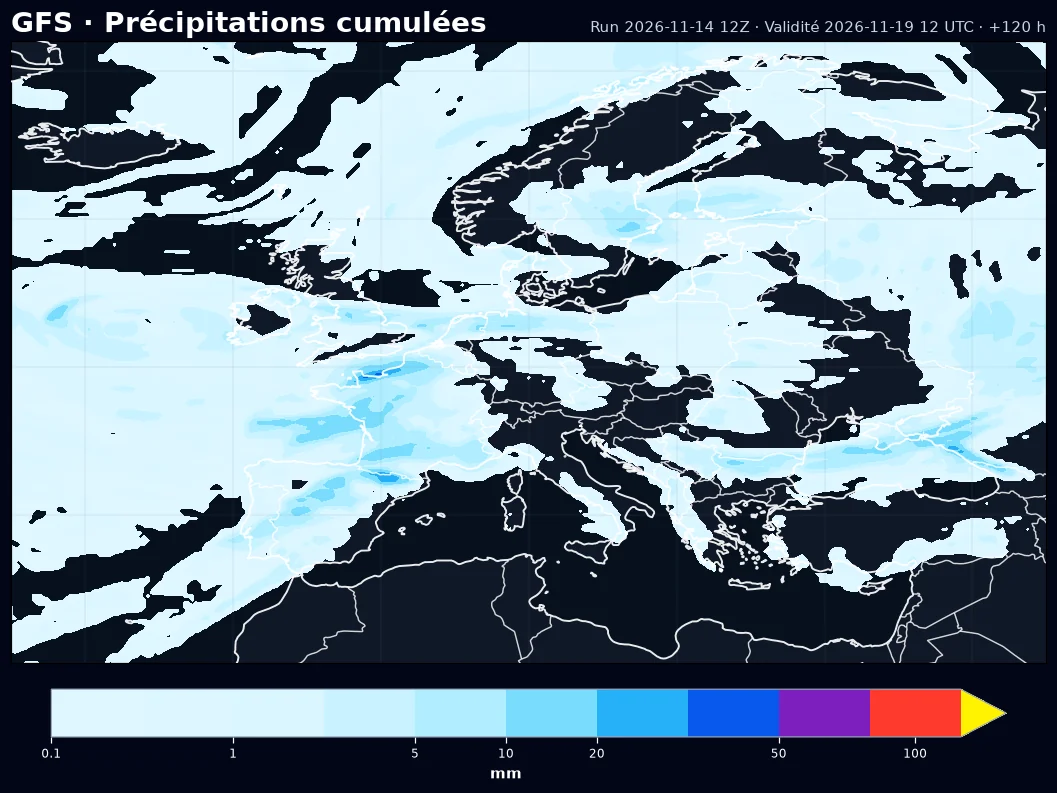 GFS · Précipitations cumulées
Run 2026-11-14 12Z · Validité 2026-11-19 12 UTC · +120 h
0.1 1 5 10 20 50 100
mm